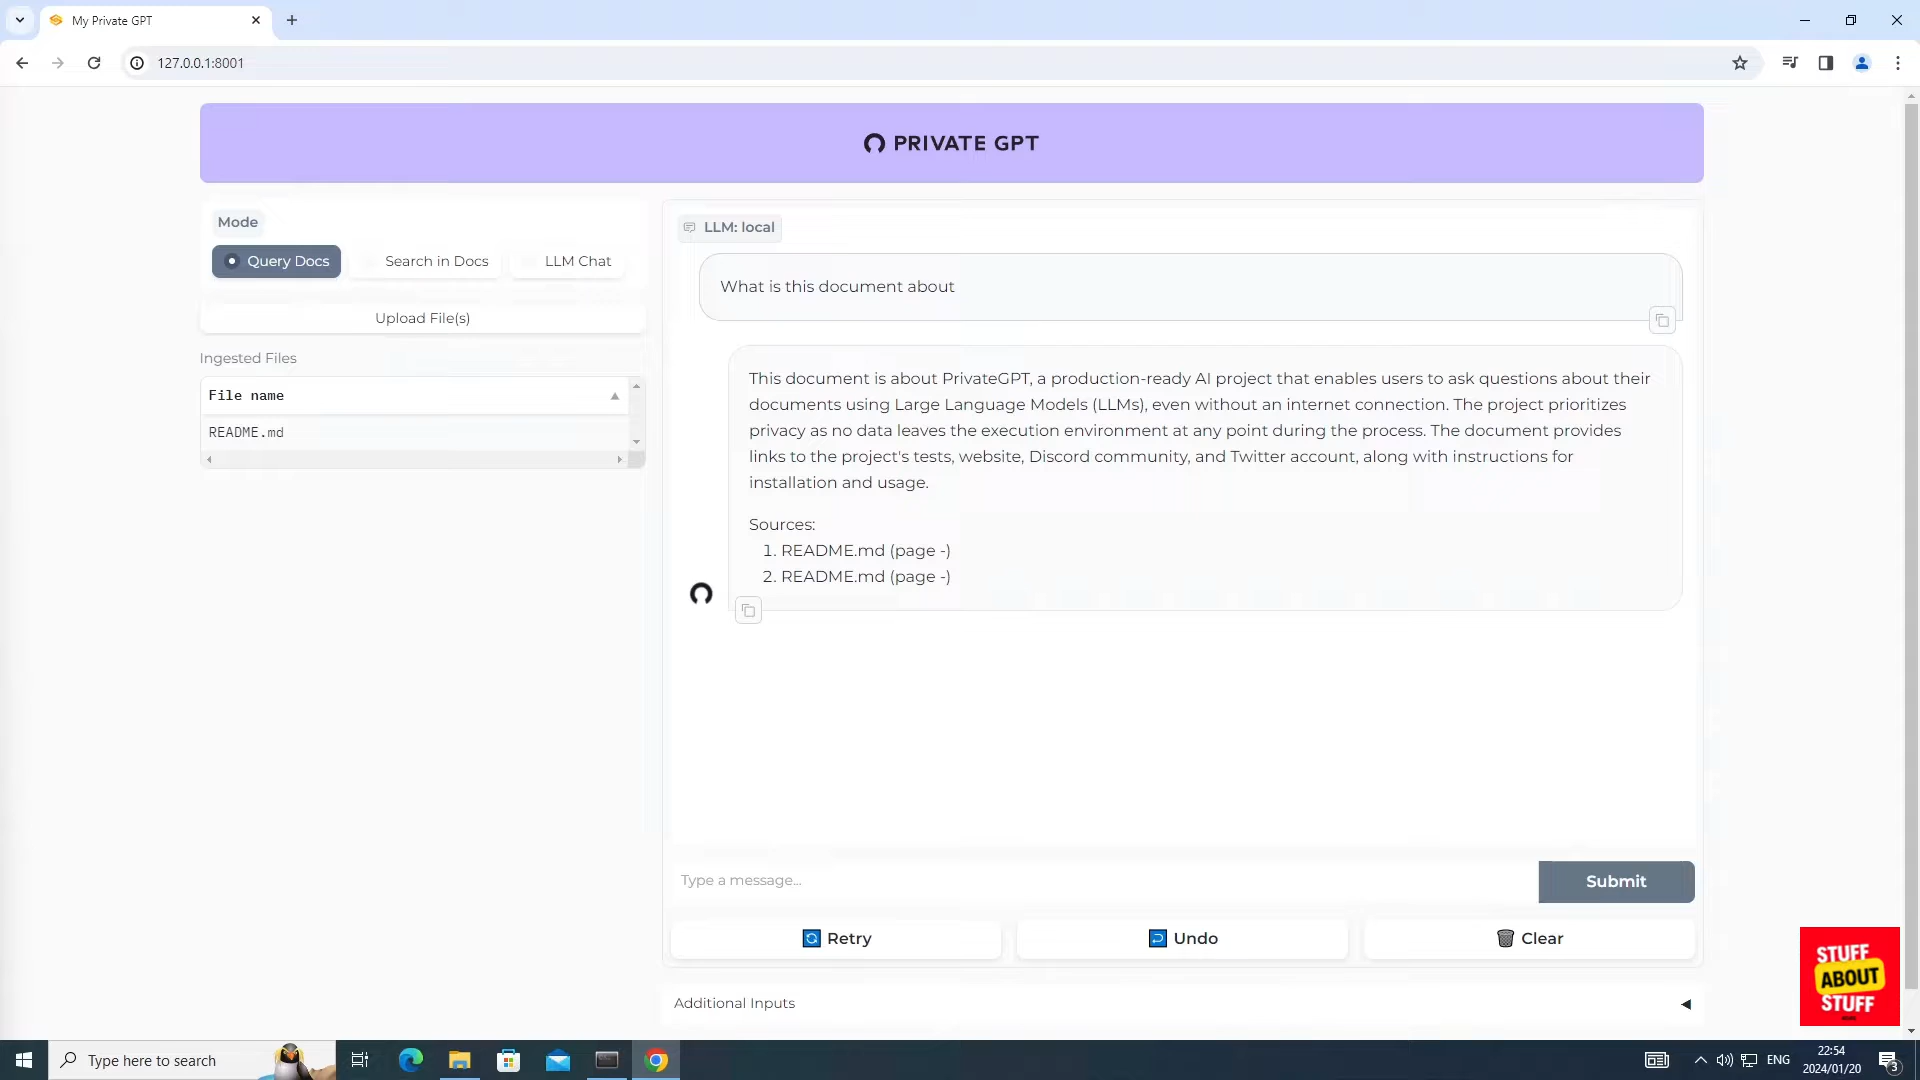 My Private GPT
127.0.0.1:8001
PRIVATE GPT
Mode
Query Docs
Search in Docs
LLM Chat
Upload File(s)
Ingested Files
File name
README.md
LLM: local
What is this document about
This document is about PrivateGPT, a production-ready AI project that enables users to ask questions about their
documents using Large Language Models (LLMs), even without an internet connection. The project prioritizes
privacy as no data leaves the execution environment at any point during the process. The document provides
links to the project's tests, website, Discord community, and Twitter account, along with instructions for
installation and usage.
Sources:
1. README.md (page -)
2. README.md (page -)
Type a message...
Submit
Retry
Undo
Clear
Additional Inputs
STUFF
ABOUT
STUFF
Type here to search
ENG
22:54
2024/01/20
3